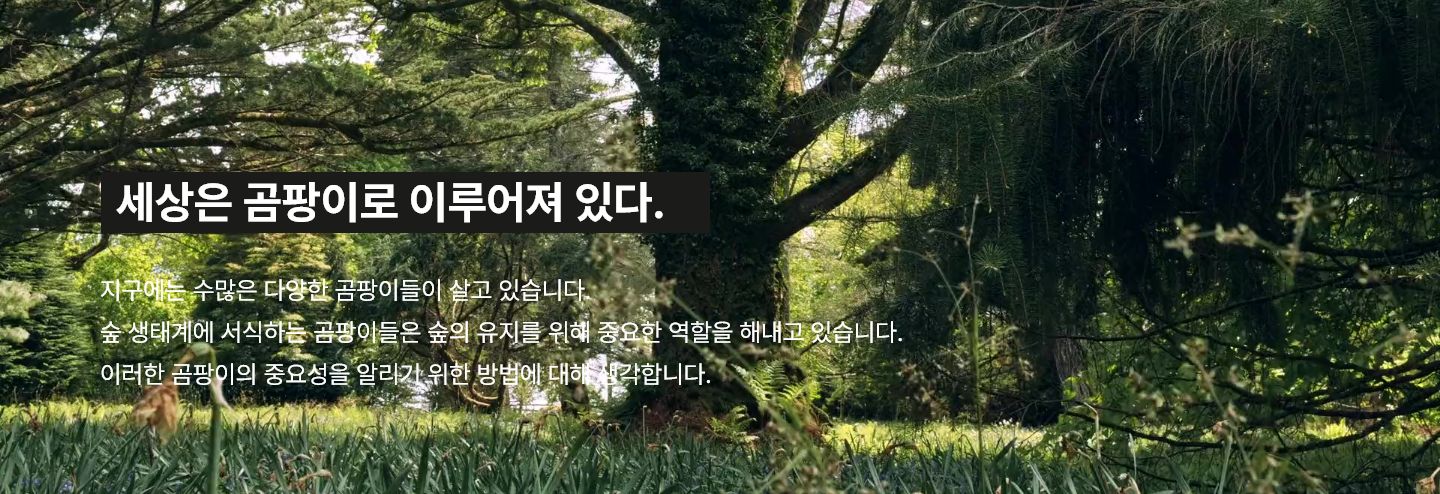 세상은 곰팡이로 이루어져 있다.
지구에는 수많은 다양한 곰팡이들이 살고 있습니다.
숲 생태계에 서식하는 곰팡이들은 숲의 유지를 위해 중요한 역할을 해내고 있습니다.
이러한 곰팡이의 중요성을 알리기 위한 방법에 대해 생각합니다.